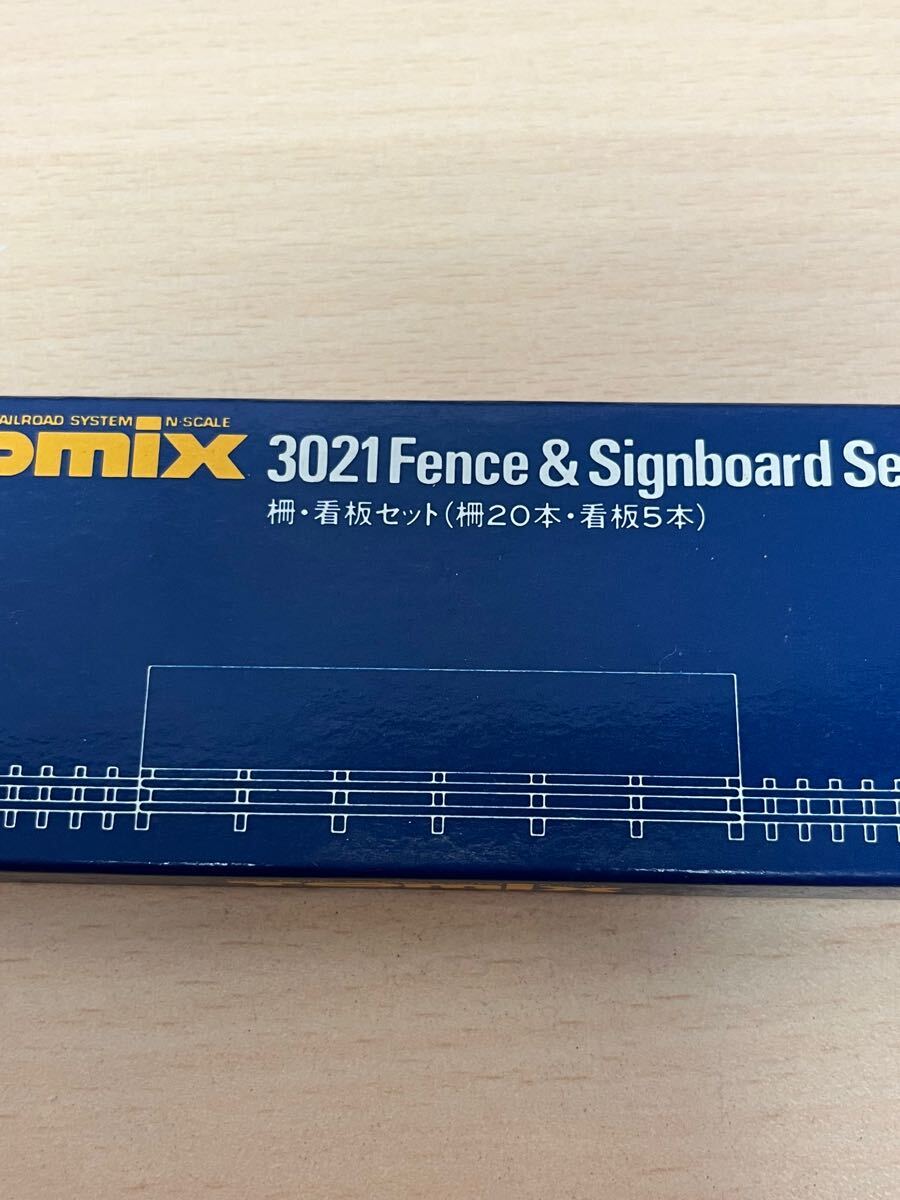 AILROAD SYSTEM N·SCALE
omix 3021 Fence & Signboard Se
柵・看板セット(柵20本・看板5本)